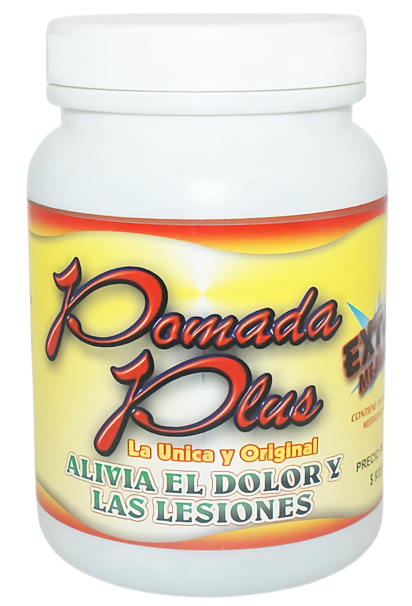 Pomada
Plus
La Unica y Original
ALIVIA EL DOLOR Y
LAS LESIONES